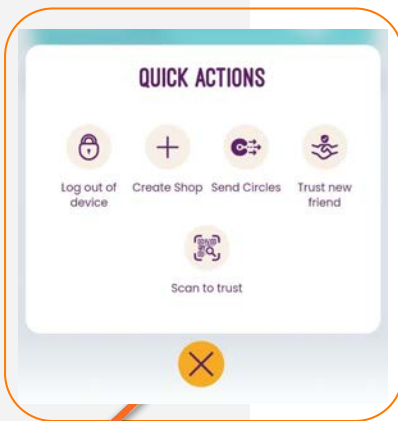 QUICK ACTIONS
Log out of device
Create Shop
Send Circles
Trust new friend
Scan to trust